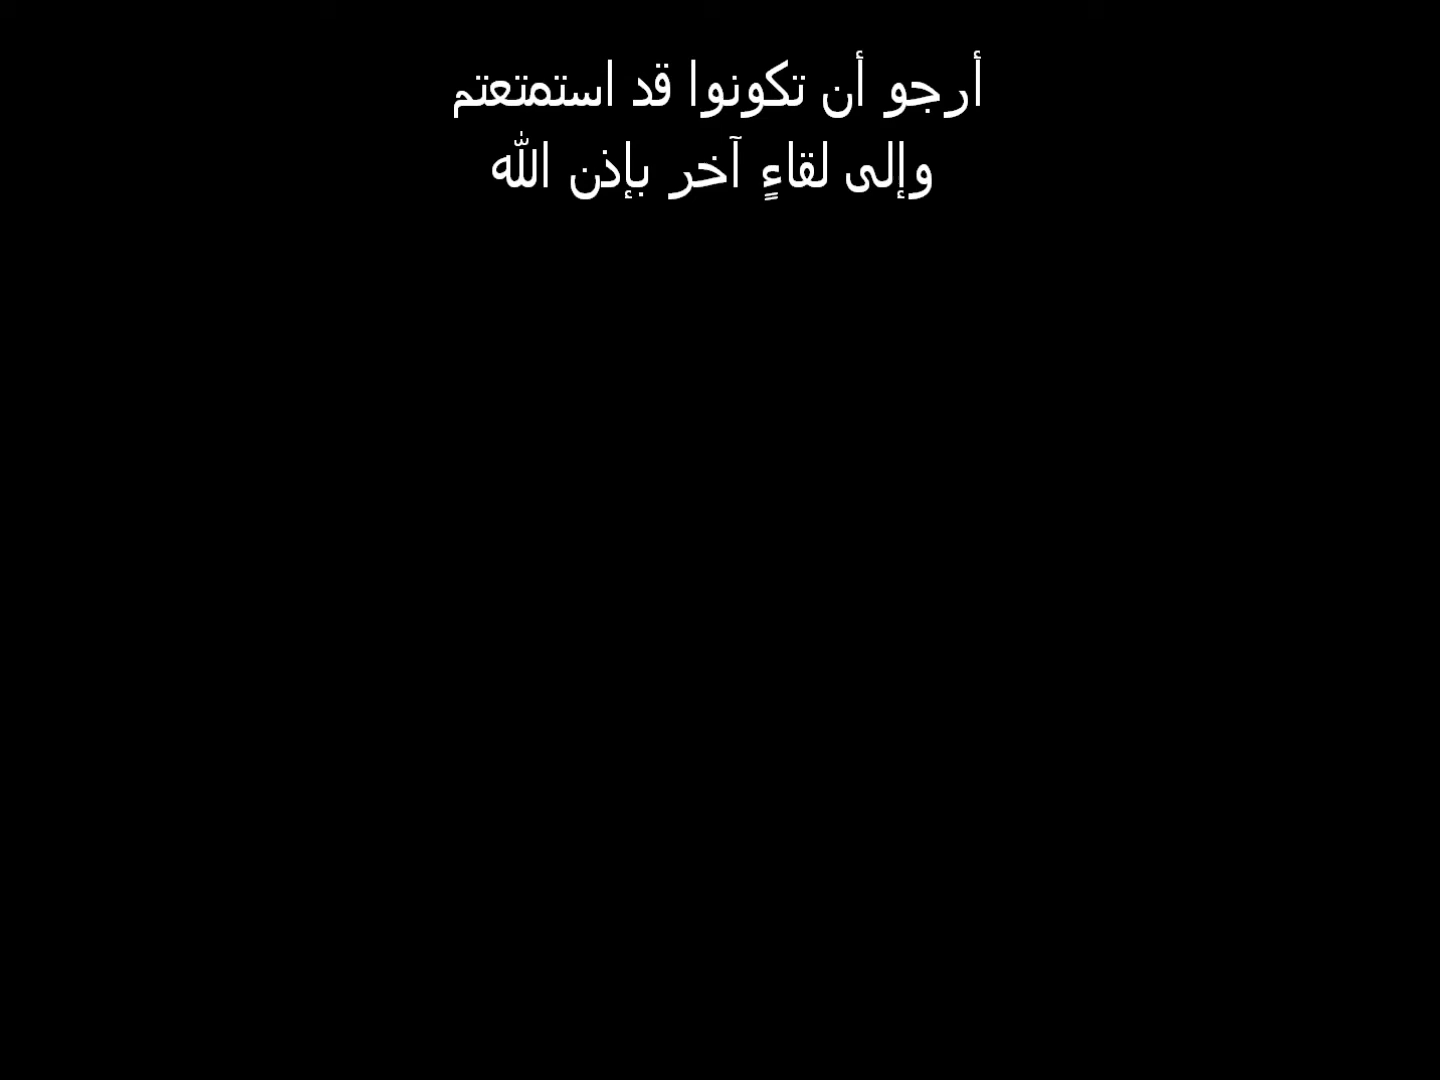 أرجو أن تكونوا قد استمتعتم
وإلى لقاءٍ آخر بإذن الله